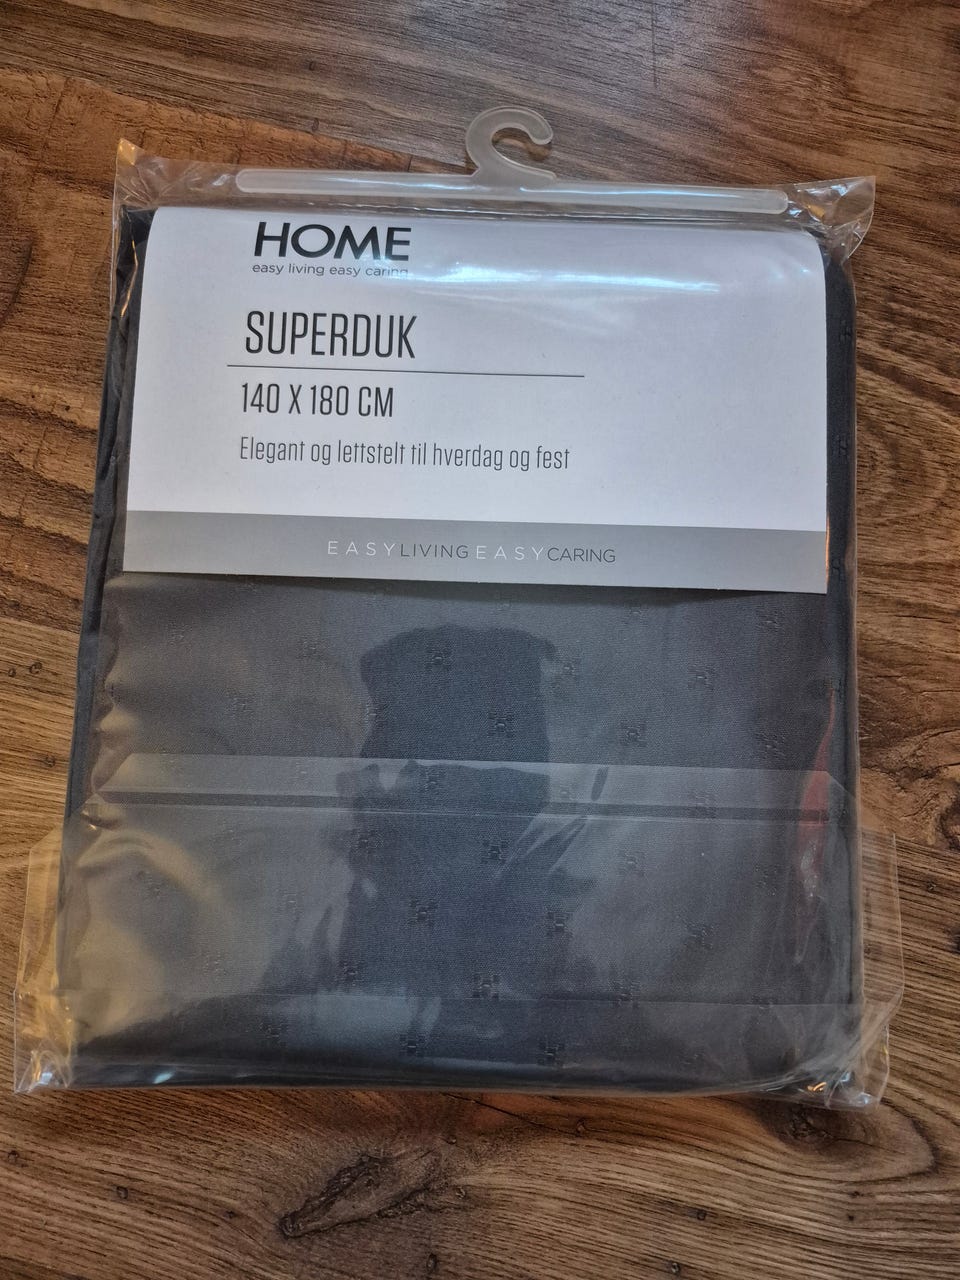 HOME
easy living easy caring
SUPERDUK
140 X 180 CM
Elegant og lettstelt til hverdag og fest
EASYLIVINGEASYCARING